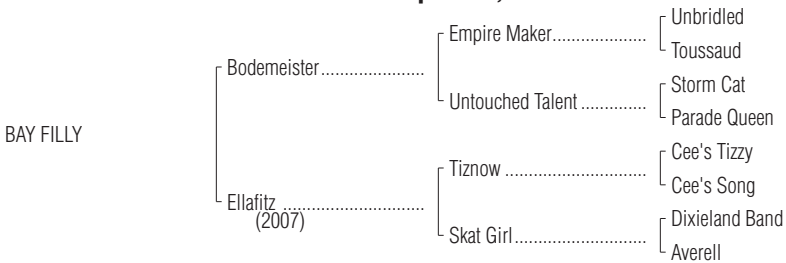 Unbridled
Empire Maker....................
Toussaud
Bodemeister......................
Storm Cat
Untouched Talent ..............
Parade Queen
BAY FILLY
Cee's Tizzy
Tiznow ..............................
Cee's Song
Ellafitz ..............................
(2007)
Dixieland Band
Skat Girl............................
Averell